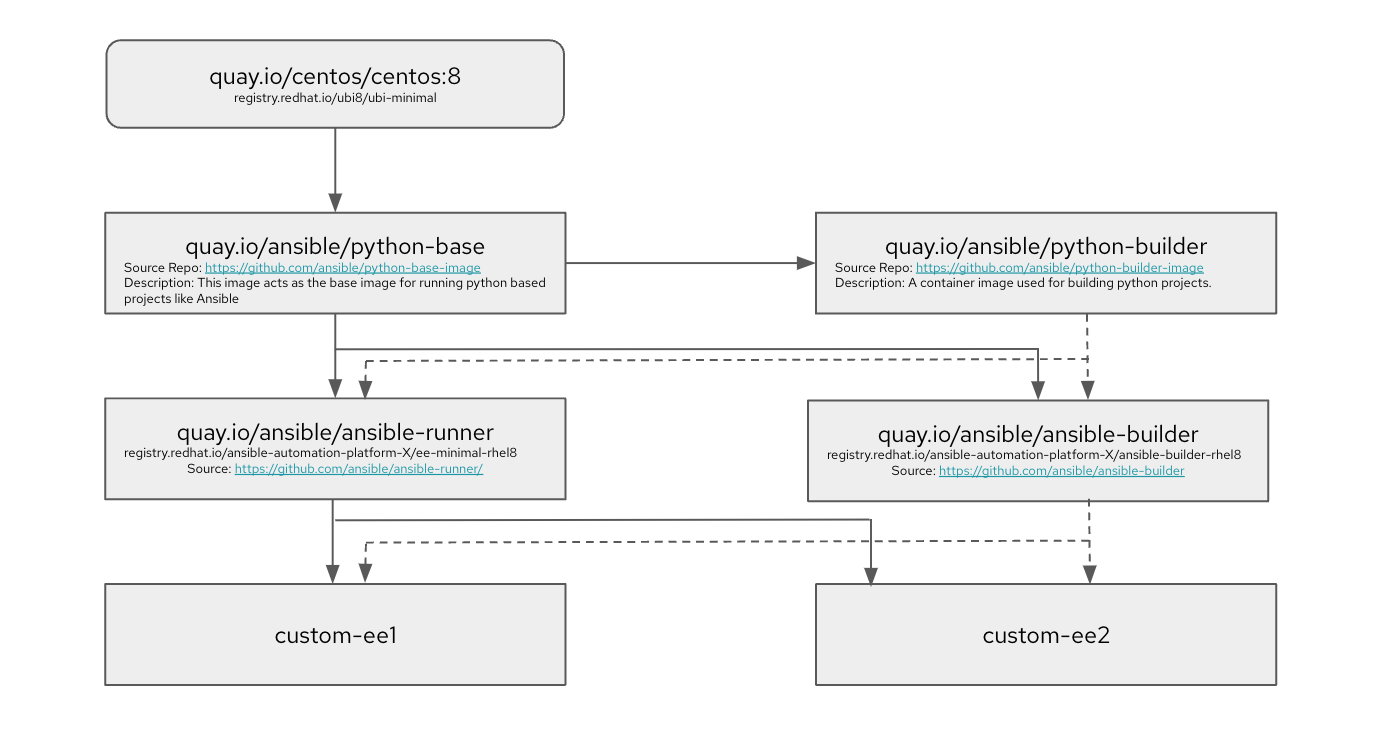 quay.io/centos/centos:8
registry.redhat.io/ubi8/ubi-minimal
quay.io/ansible/python-base
Source Repo: https://github.com/ansible/python-base-image
Description: This image acts as the base image for running python based
projects like Ansible
quay.io/ansible/python-builder
Source Repo: https://github.com/ansible/python-builder-image
Description: A container image used for building python projects.
quay.io/ansible/ansible-runner
registry.redhat.io/ansible-automation-platform-X/ee-minimal-rhel8
Source: https://github.com/ansible/ansible-runner/
quay.io/ansible/ansible-builder
registry.redhat.io/ansible-automation-platform-X/ansible-builder-rhel8
Source: https://github.com/ansible/ansible-builder
custom-ee1
custom-ee2